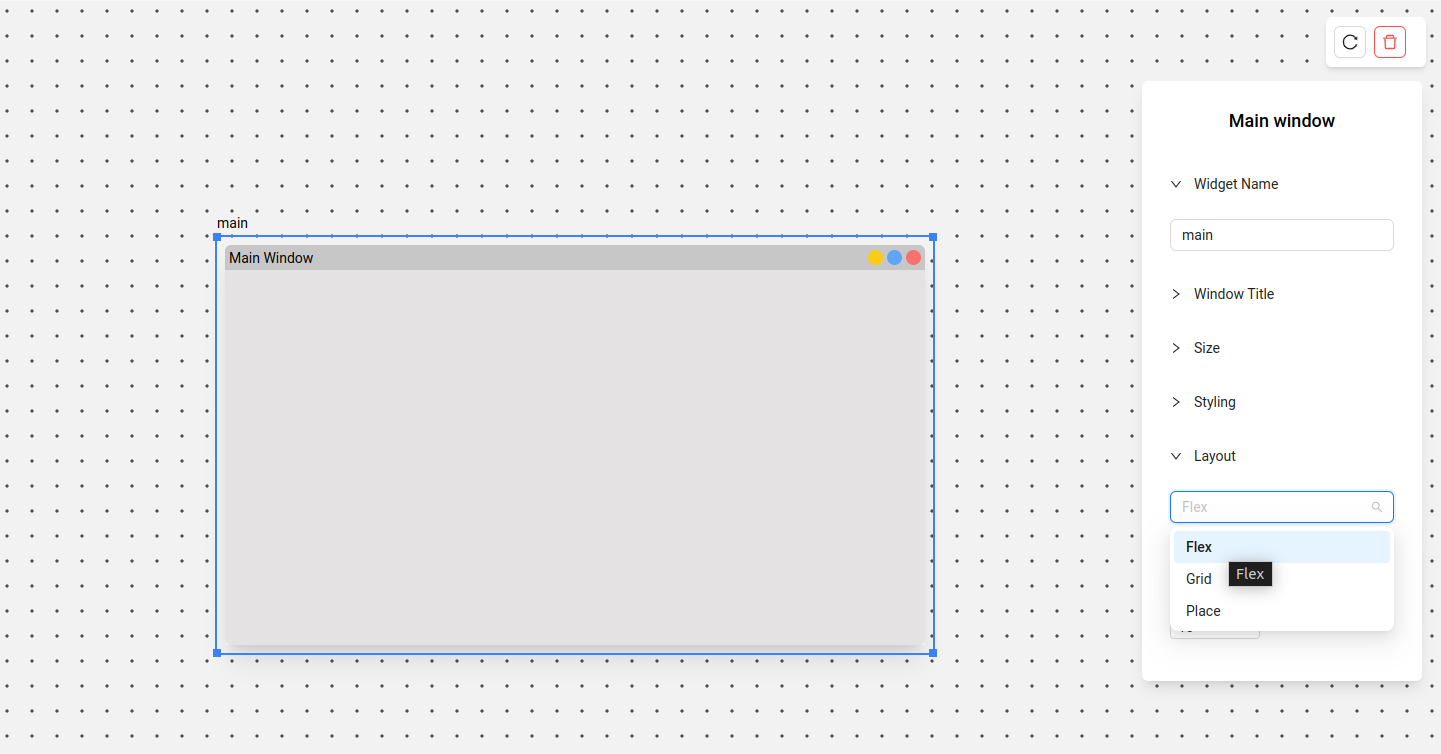 Main window
Widget Name
main
main
Main Window
Window Title
Size
Styling
Layout
Flex
Flex
Grid
Flex
Place